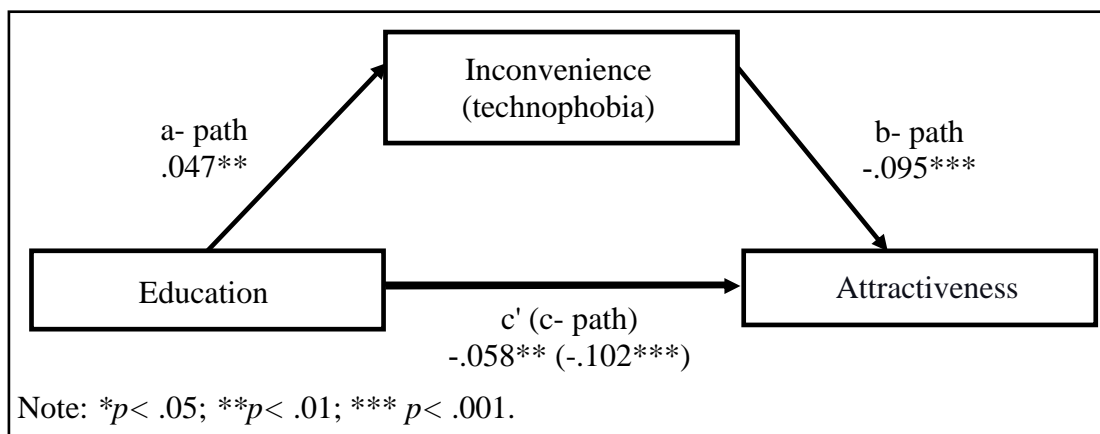 Inconvenience
(technophobia)
a- path
.047**
b- path
-.095***
Education
Attractiveness
c' (c- path)
-.058** (-.102***)
Note: *p< .05; **p< .01; *** p< .001.